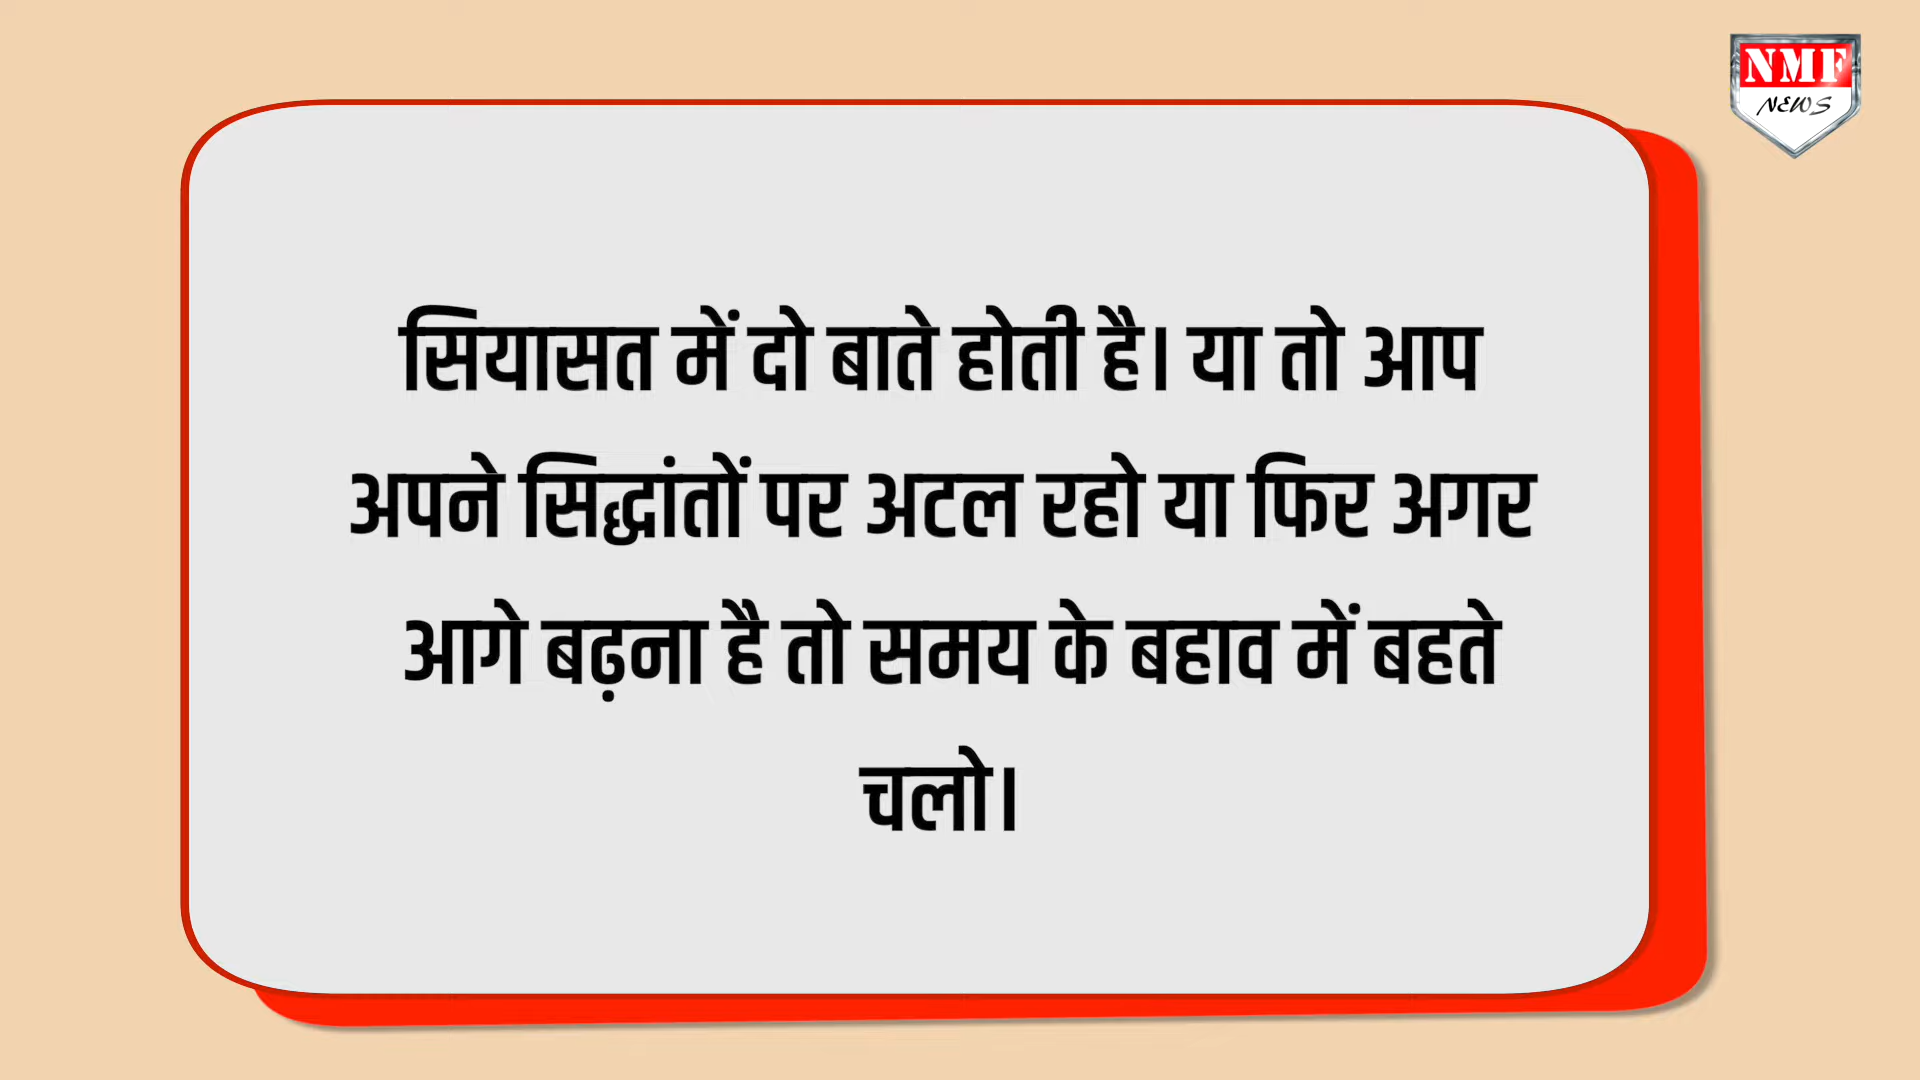 NMF
NEWS
सियासत में दो बाते होती है। या तो आप
अपने सिद्धांतों पर अटल रहो या फिर अगर
आगे बढ़ना है तो समय के बहाव में बहते
चलो।